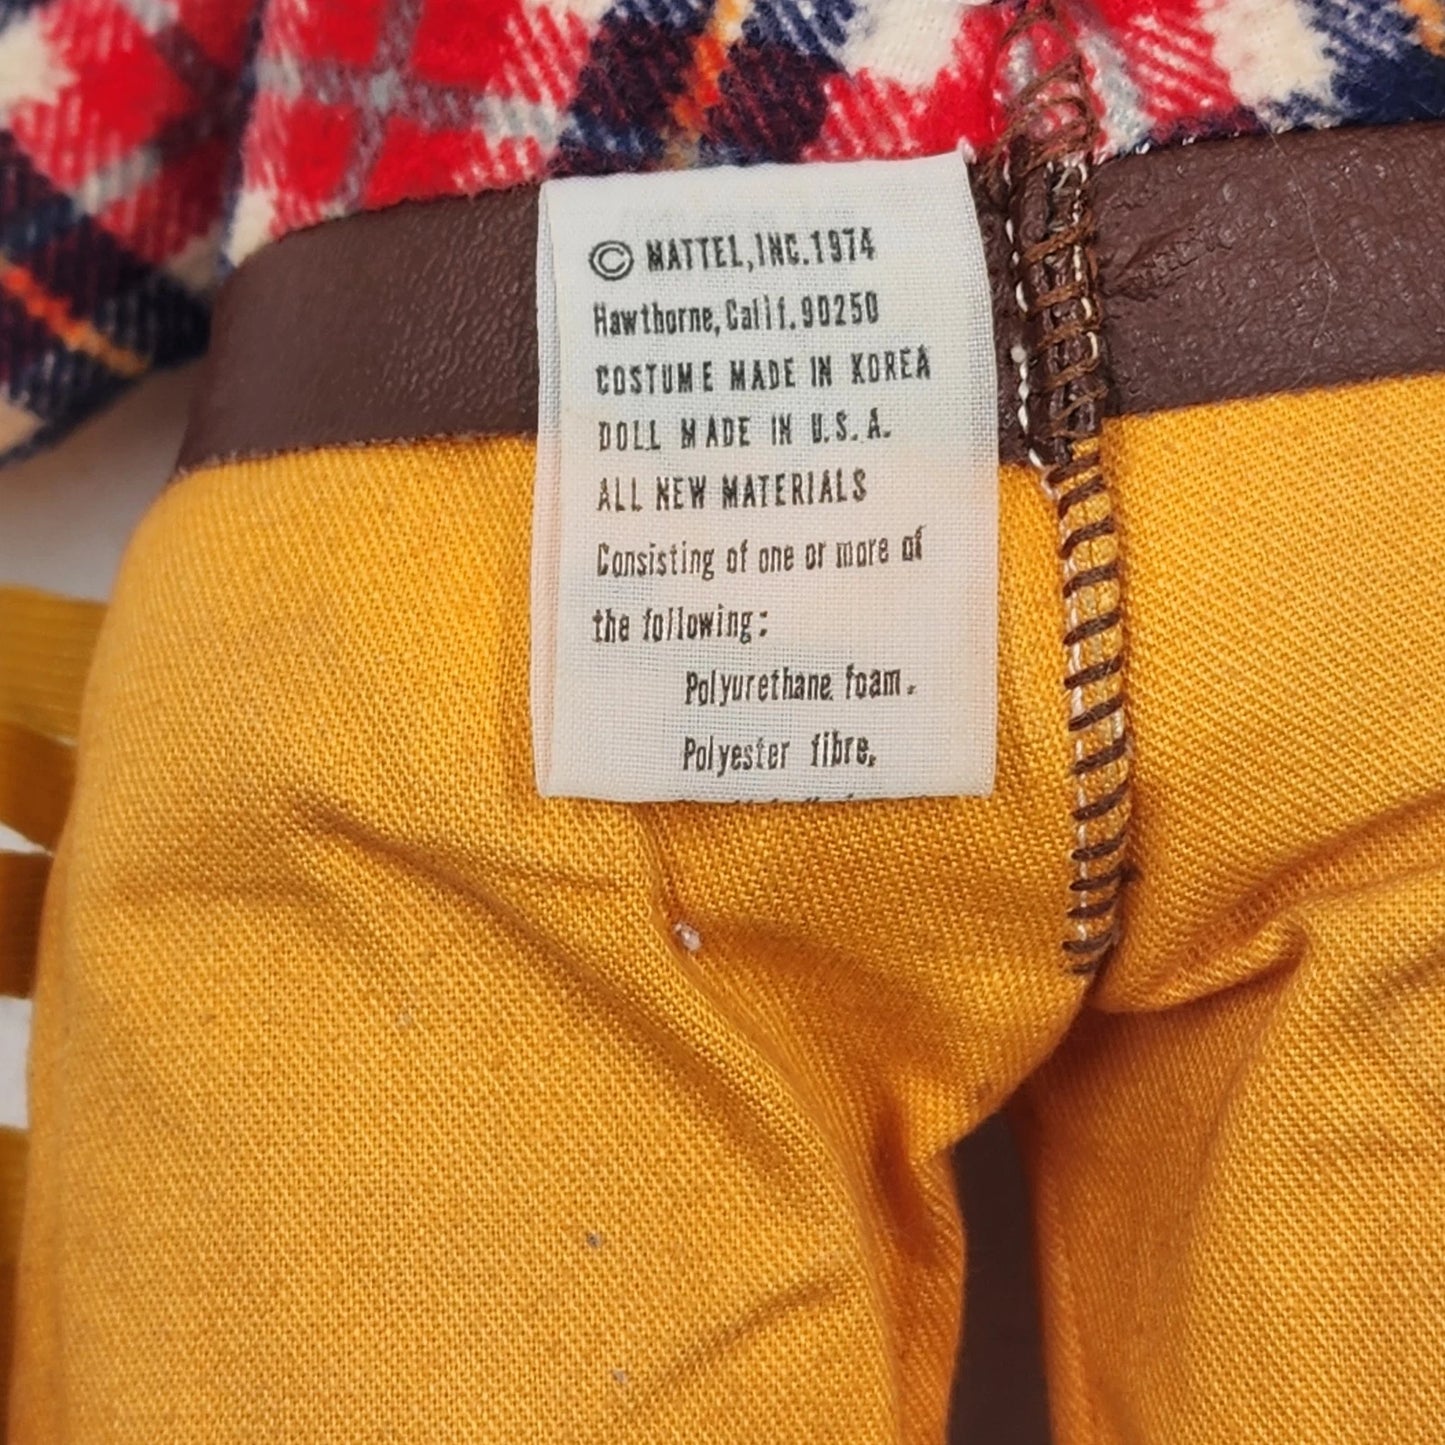 © MATTEL, INC. 1974
Hawthorne, Calif. 90250
COSTUME MADE IN KOREA
DOLL MADE IN U.S.A.
ALL NEW MATERIALS
Consisting of one or more of
the following:
Polyurethane foam.
Polyester fibre.